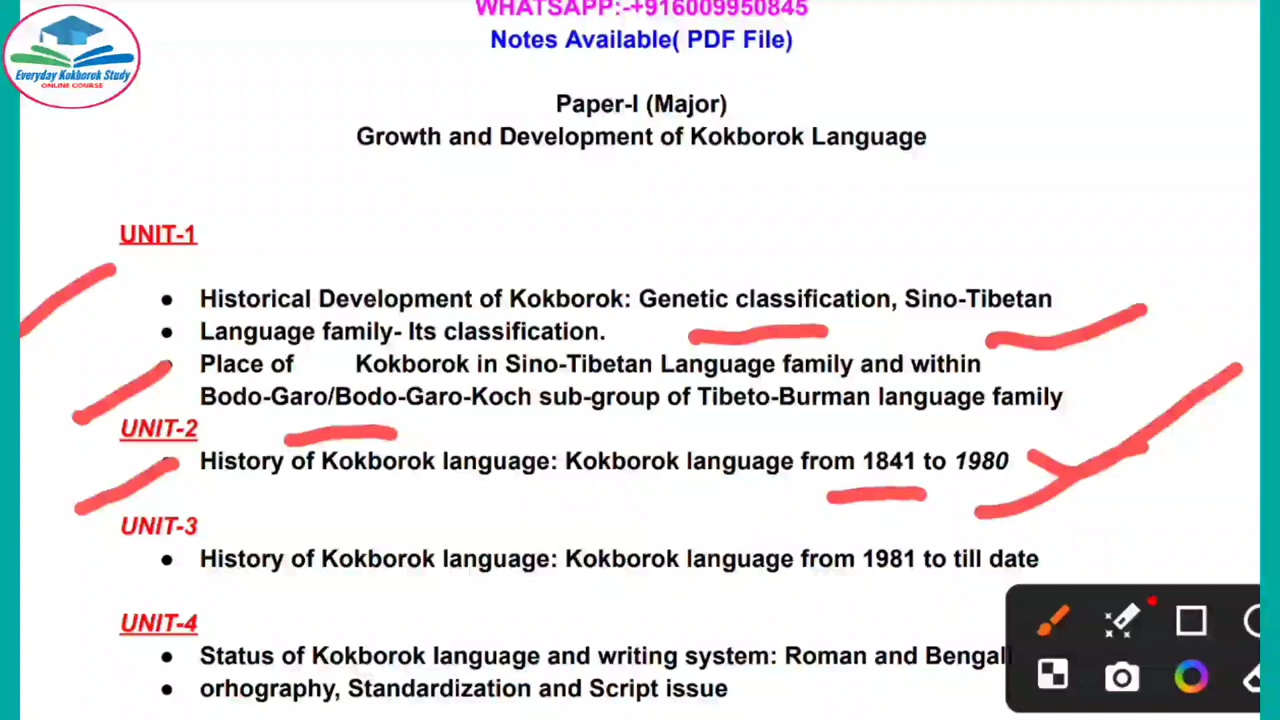 WHATSAPP:-+916009950845
Notes Available( PDF File)
Everyday Kokborok Study
ONLINE COURSE
Paper-I (Major)
Growth and Development of Kokborok Language
UNIT-1
● Historical Development of Kokborok: Genetic classification, Sino-Tibetan
● Language family- Its classification.
● Place of Kokborok in Sino-Tibetan Language family and within
Bodo-Garo/Bodo-Garo-Koch sub-group of Tibeto-Burman language family
UNIT-2
● History of Kokborok language: Kokborok language from 1841 to 1980
UNIT-3
● History of Kokborok language: Kokborok language from 1981 to till date
UNIT-4
● Status of Kokborok language and writing system: Roman and Bengali
● orhography, Standardization and Script issue